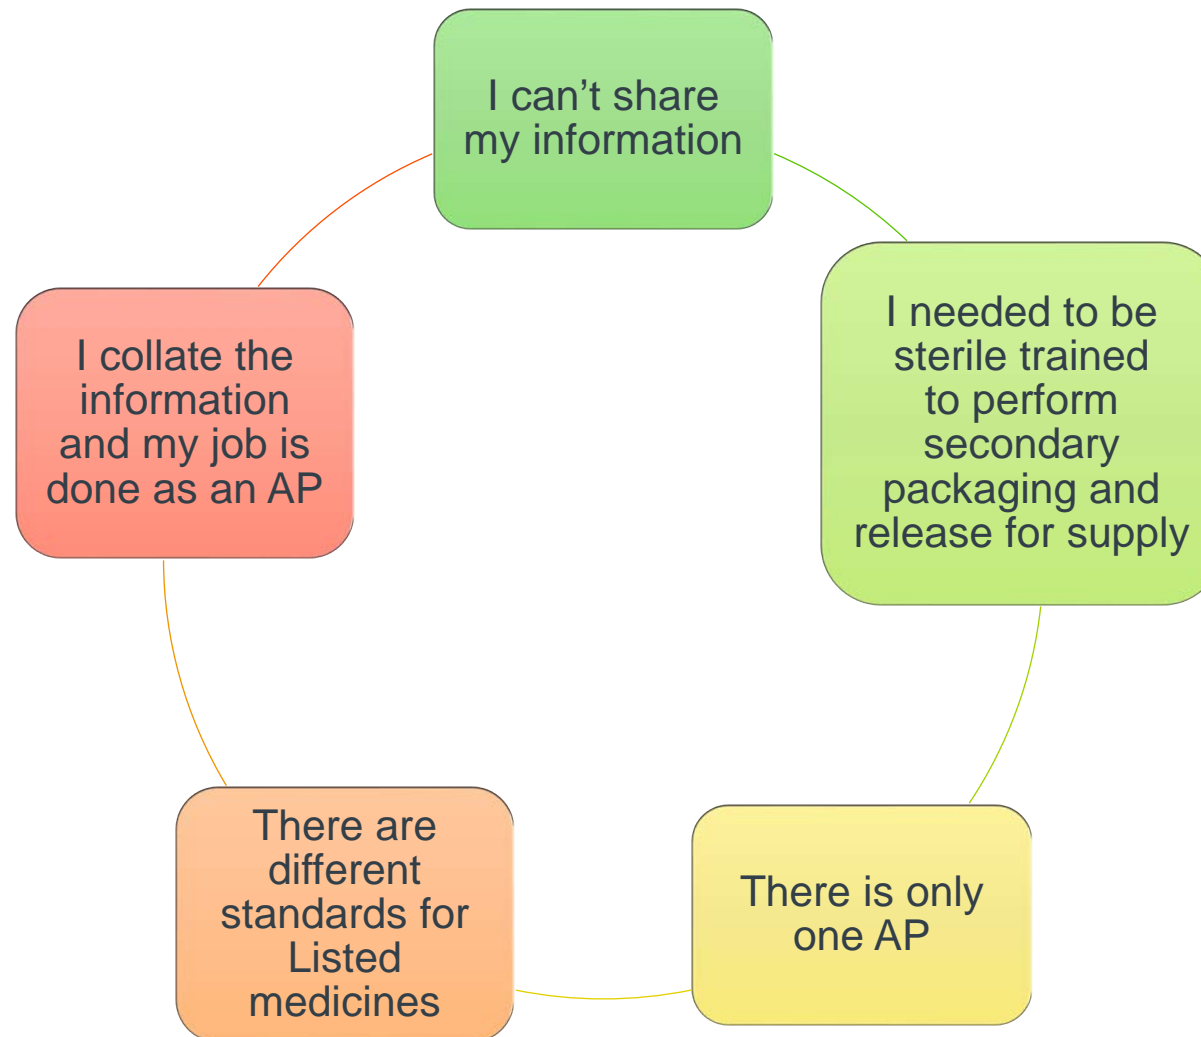 I can’t share
my information
I needed to be
sterile trained
to perform
secondary
packaging and
release for supply
There is only
one AP
There are
different
standards for
Listed
medicines
I collate the
information
and my job is
done as an AP